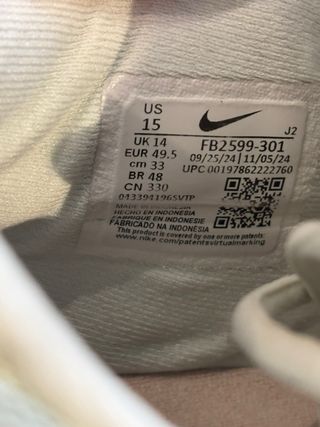 US
15
UK 14
EUR 49.5
cm 33
BR 48
CN 330
J2
FB2599-301
09/25/24 11/05/24
UPC 00197862222760
0433941965VTP
MADE IN INDONESIA
HECHO EN INDONESIA
FABRIQUE EN INDONESIE
FABRICADO NA INDONESIA
This product is covered by one or more patents.
www.nike.com/patentsvirtualmarking